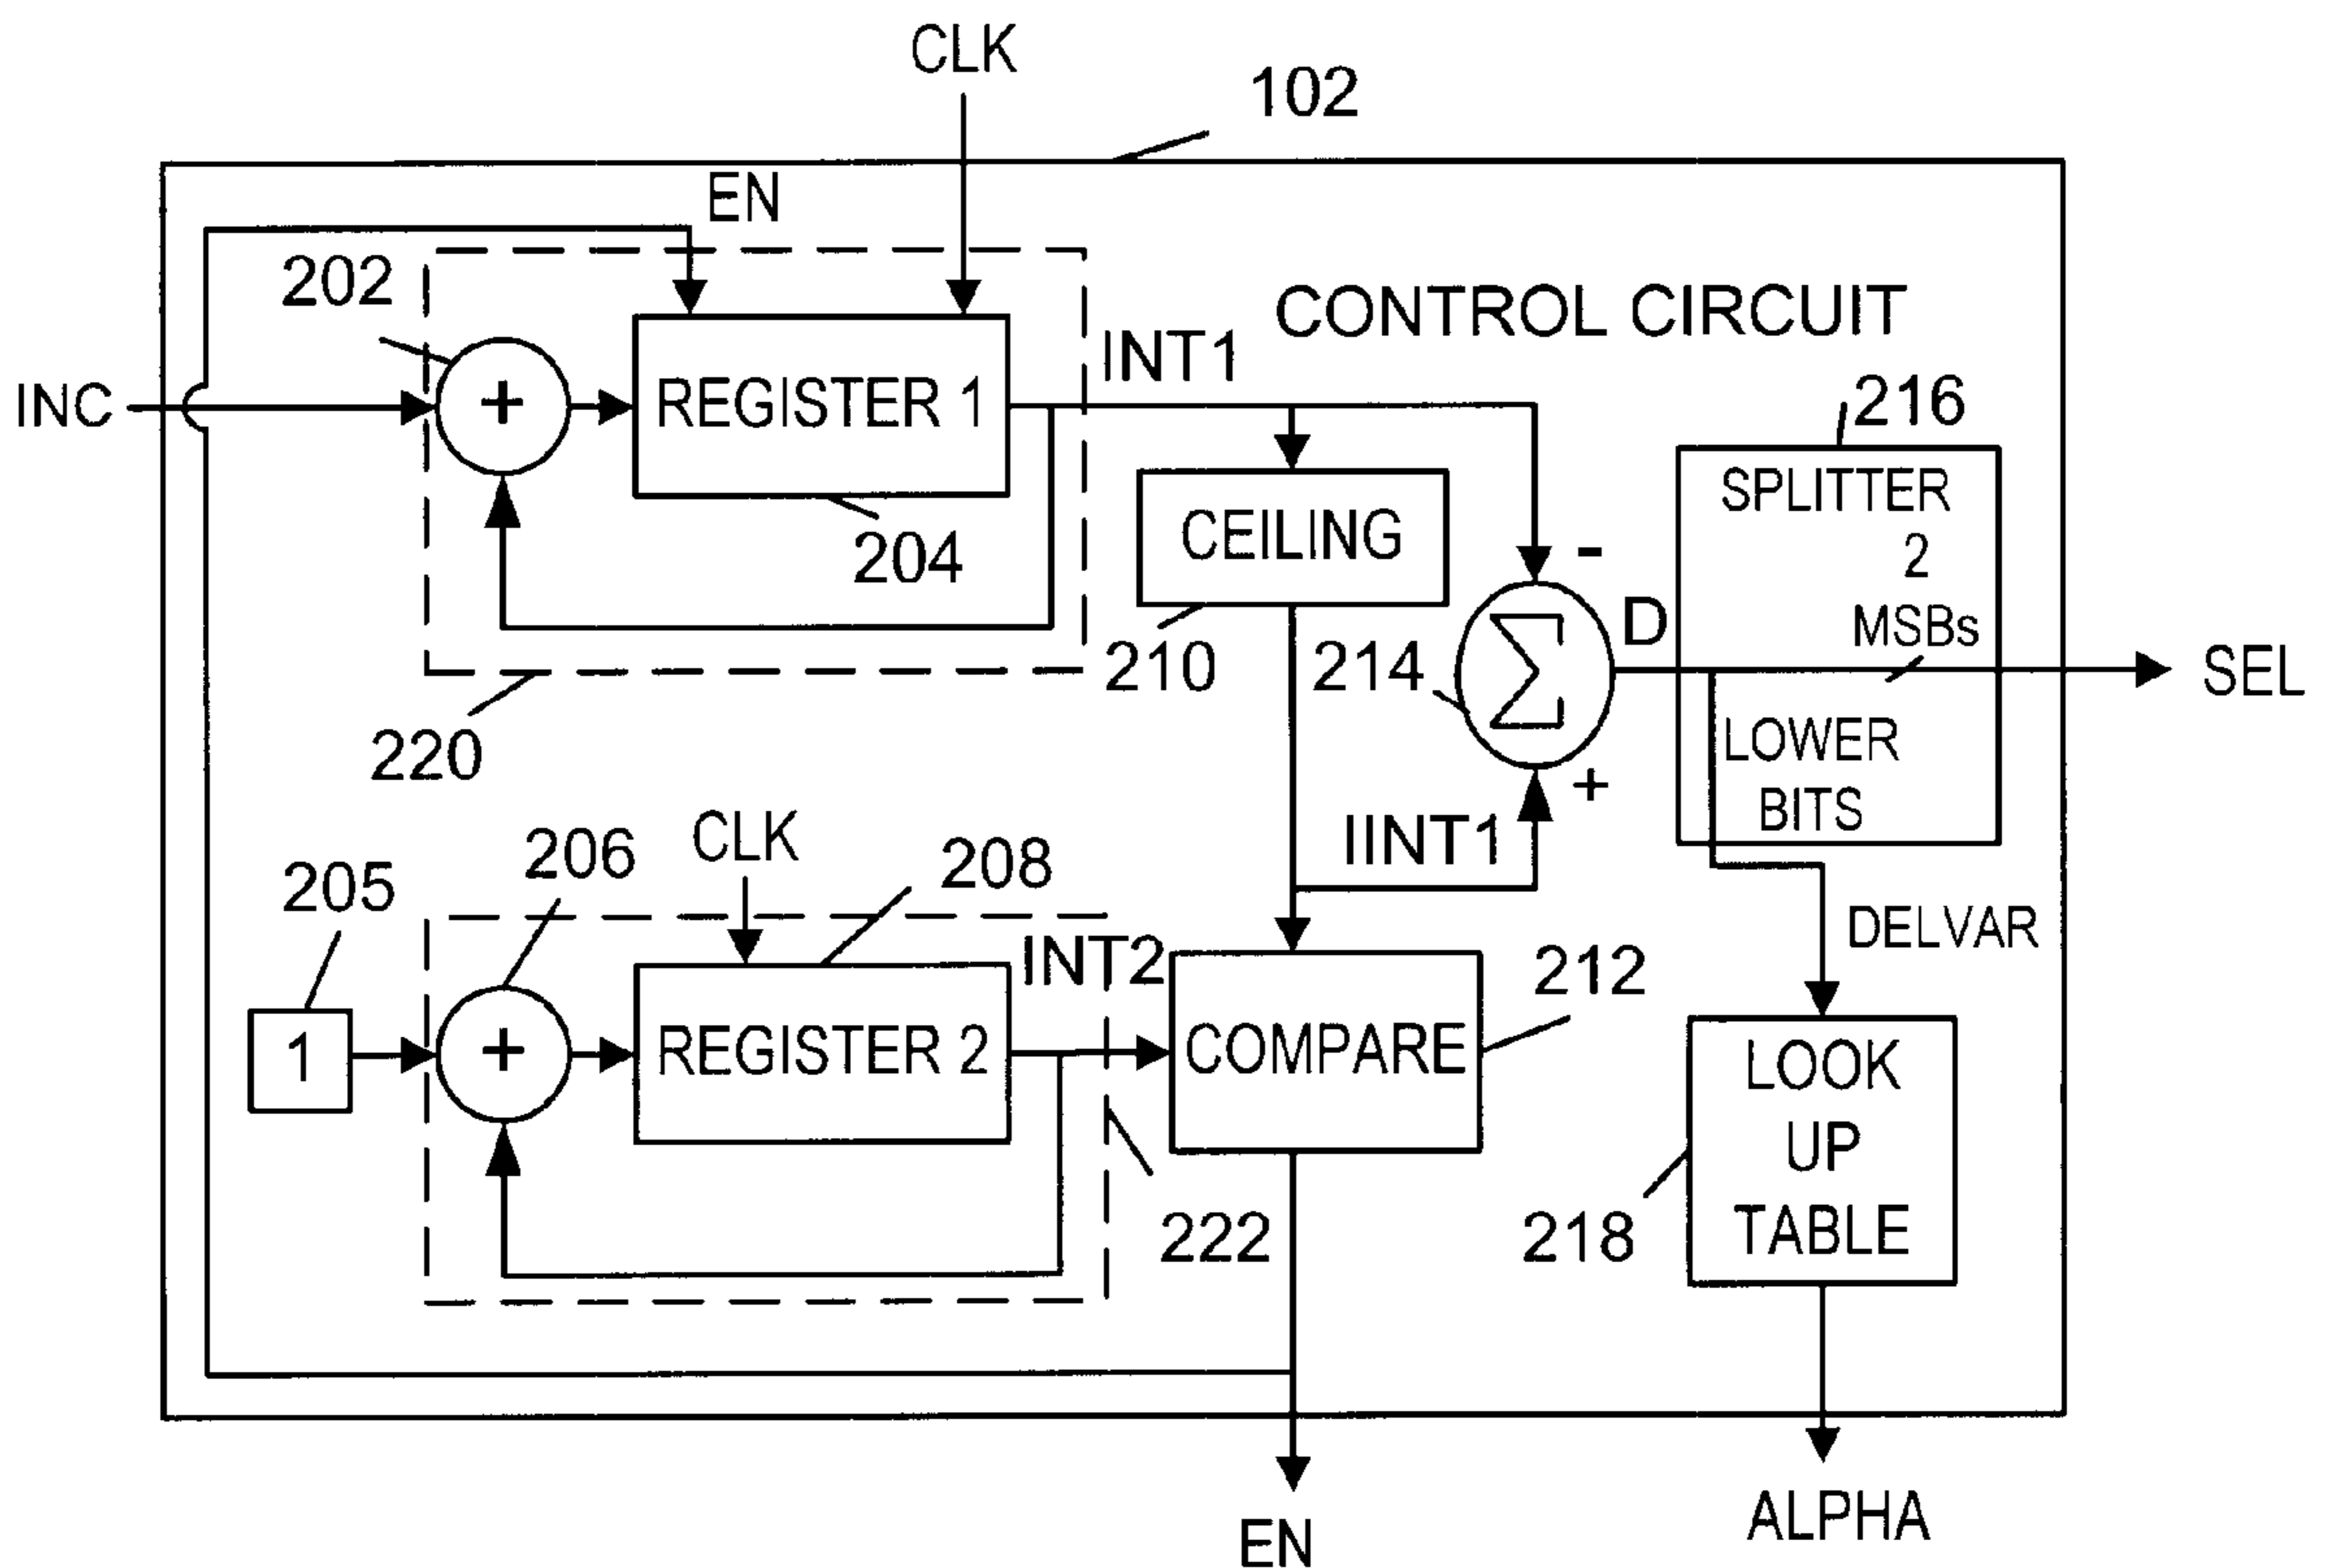 CLK
102
EN
202
CONTROL CIRCUIT
INT1
INC
+
REGISTER 1
216
SPLITTER
2
MSBs
CEILING
204
-
D
210
214
Σ
SEL
220
LOWER
BITS
+
IINT1
CLK
206
208
205
DELVAR
INT2
212
1
+
REGISTER 2
COMPARE
LOOK
UP
TABLE
222
218
EN
ALPHA